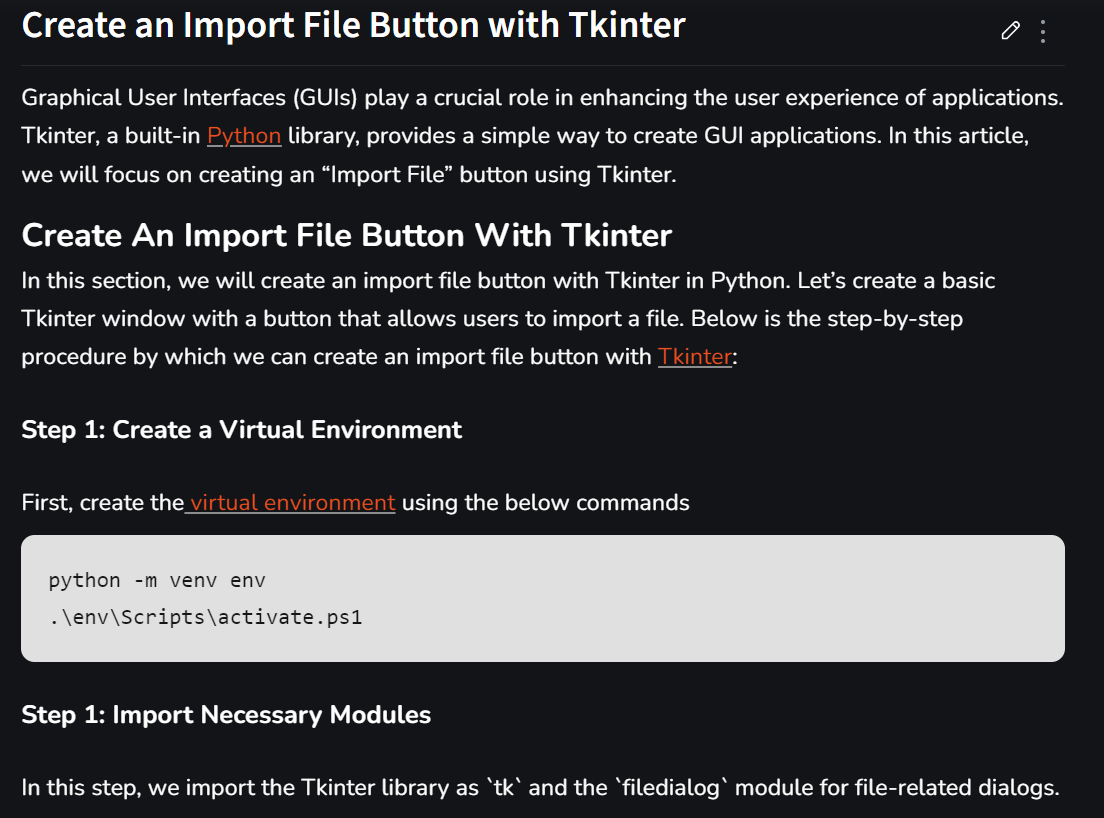 Create an Import File Button with Tkinter
Graphical User Interfaces (GUIs) play a crucial role in enhancing the user experience of applications.
Tkinter, a built-in Python library, provides a simple way to create GUI applications. In this article,
we will focus on creating an “Import File” button using Tkinter.
Create An Import File Button With Tkinter
In this section, we will create an import file button with Tkinter in Python. Let’s create a basic
Tkinter window with a button that allows users to import a file. Below is the step-by-step
procedure by which we can create an import file button with Tkinter:
Step 1: Create a Virtual Environment
First, create the virtual environment using the below commands
python -m venv env
.\env\Scripts\activate.ps1
Step 1: Import Necessary Modules
In this step, we import the Tkinter library as `tk` and the `filedialog` module for file-related dialogs.